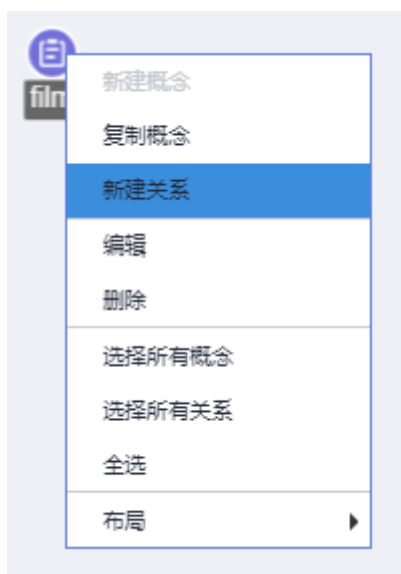 film
新建概念
复制概念
新建关系
编辑
删除
选择所有概念
选择所有关系
全选
布局